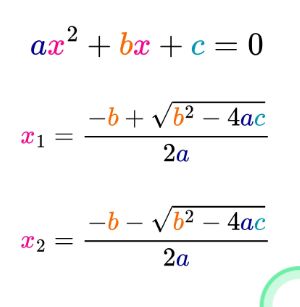 ax² + bx + c = 0
x₁ = (−b + √(b² − 4ac)) / (2a)
x₂ = (−b − √(b² − 4ac)) / (2a)